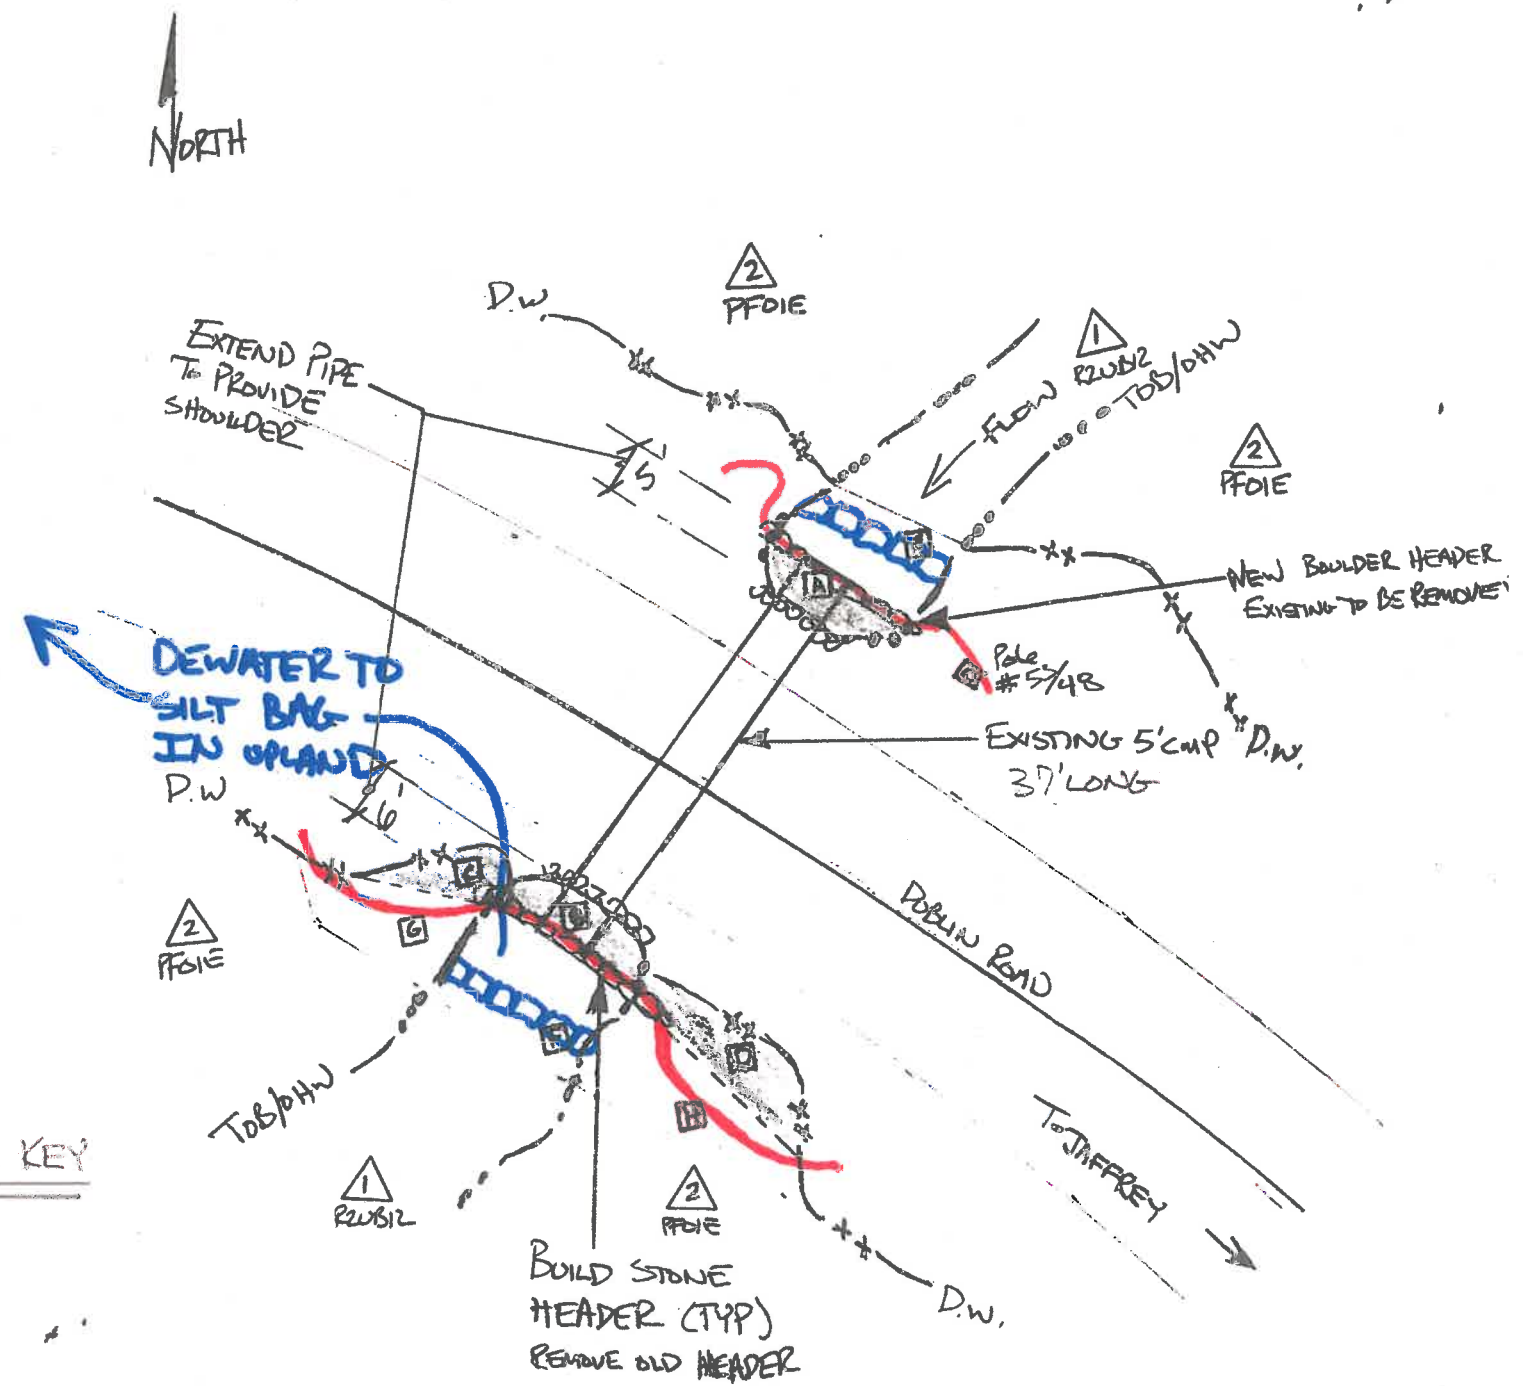 NORTH
2
PFO1E
D.W.
EXTEND PIPE
TO PROVIDE
SHOULDER
5'
1
R2UB12
TOB/OHW
FLOW
2
PFO1E
NEW BOULDER HEADER
EXISTING TO BE REMOVED
A
Pole
#53/48
EXISTING 5' CMP
37' LONG
D.W.
DEWATER TO
SILT BAG
IN UPLAND
D.W
6'
C
G
2
PFO1E
DUBLIN ROAD
D
H
TOB/OHW
TO JAFFREY
KEY
1
R2UB12
2
PFO1E
BUILD STONE
HEADER (TYP)
REMOVE OLD HEADER
D.W.